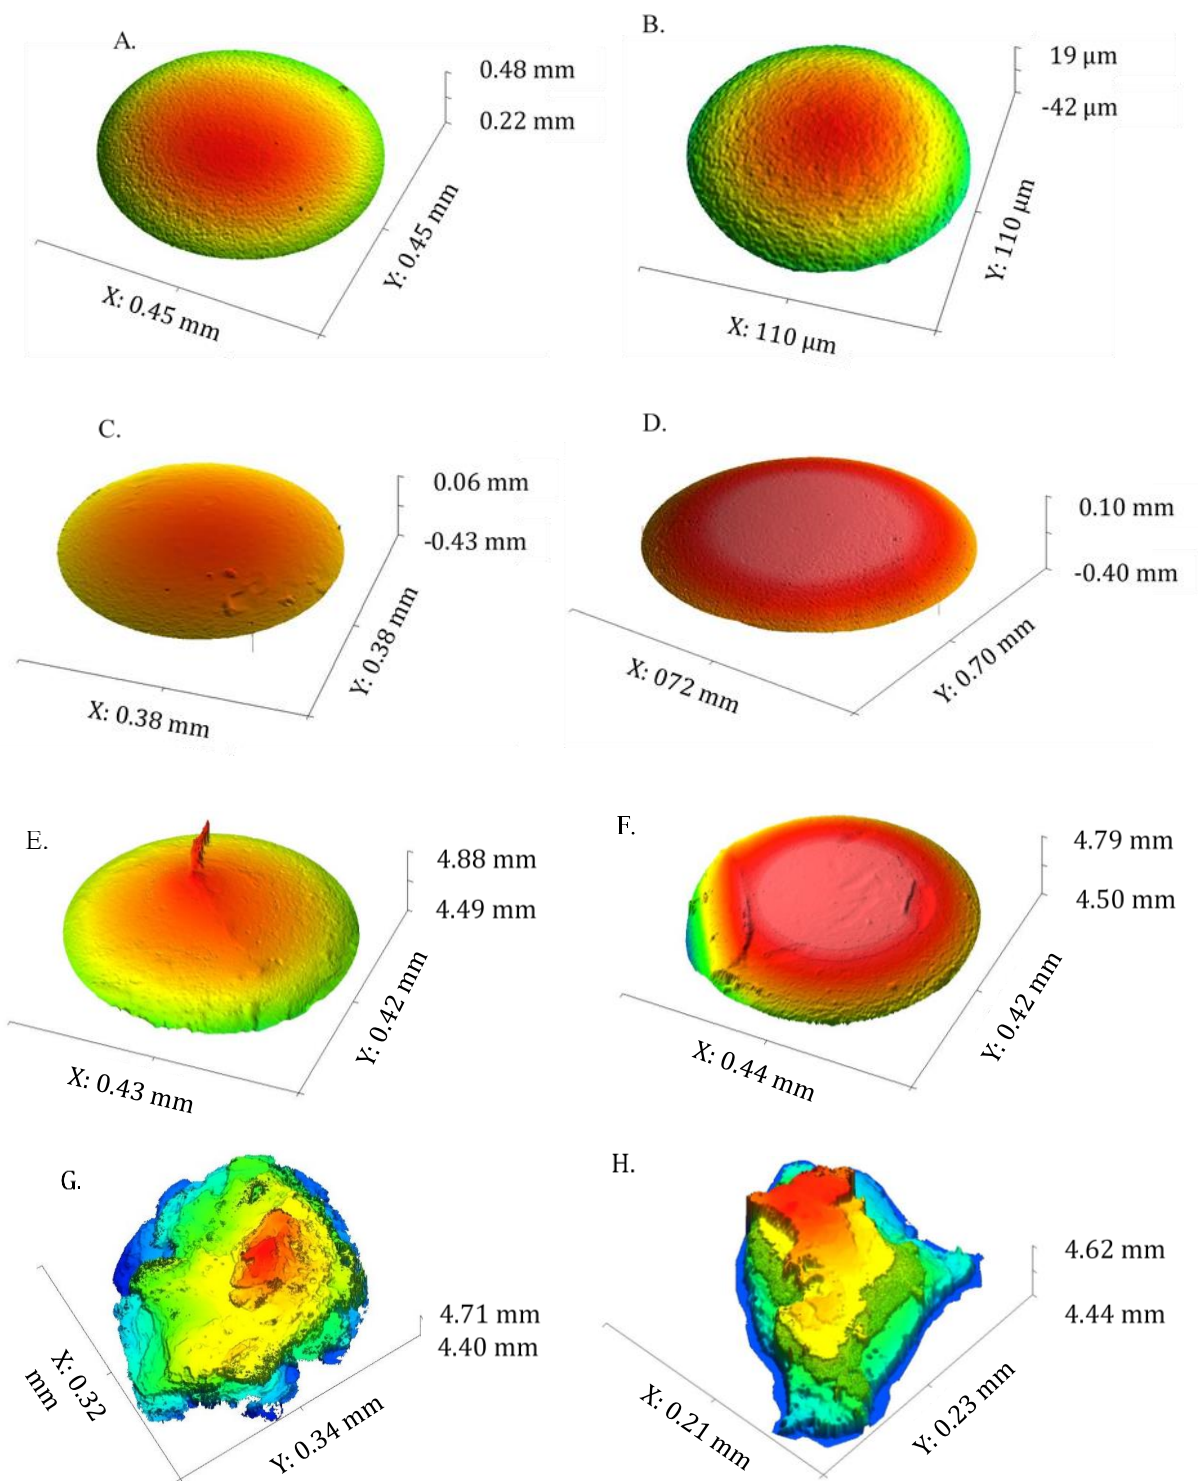 A.
0.48 mm
0.22 mm
Y: 0.45 mm
X: 0.45 mm
B.
19 µm
-42 µm
Y: 110 µm
X: 110 µm
C.
0.06 mm
-0.43 mm
Y: 0.38 mm
X: 0.38 mm
D.
0.10 mm
-0.40 mm
Y: 0.70 mm
X: 072 mm
E.
4.88 mm
4.49 mm
Y: 0.42 mm
X: 0.43 mm
F.
4.79 mm
4.50 mm
Y: 0.42 mm
X: 0.44 mm
G.
4.71 mm
4.40 mm
X: 0.32
mm
Y: 0.34 mm
H.
4.62 mm
4.44 mm
X: 0.21 mm
Y: 0.23 mm